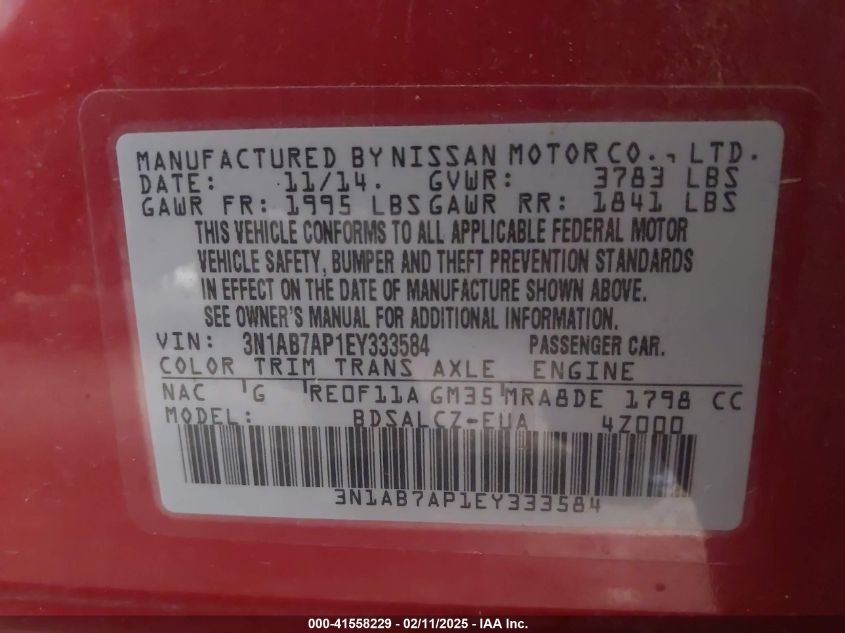 MANUFACTURED BY NISSAN MOTOR CO., LTD.
DATE: 11/14. GVWR: 3783 LBS
GAWR FR: 1995 LBS GAWR RR: 1841 LBS
THIS VEHICLE CONFORMS TO ALL APPLICABLE FEDERAL MOTOR
VEHICLE SAFETY, BUMPER AND THEFT PREVENTION STANDARDS
IN EFFECT ON THE DATE OF MANUFACTURE SHOWN ABOVE.
SEE OWNER'S MANUAL FOR ADDITIONAL INFORMATION.
VIN: 3N1AB7AP1EY333584 PASSENGER CAR.
COLOR TRIM TRANS AXLE ENGINE
NAC G RE0F11A GM35 MRA8DE 1798 CC
MODEL: BDSALCZ-EUA 4Z000
3N1AB7AP1EY333584
000-41558229 - 02/11/2025 - IAA Inc.